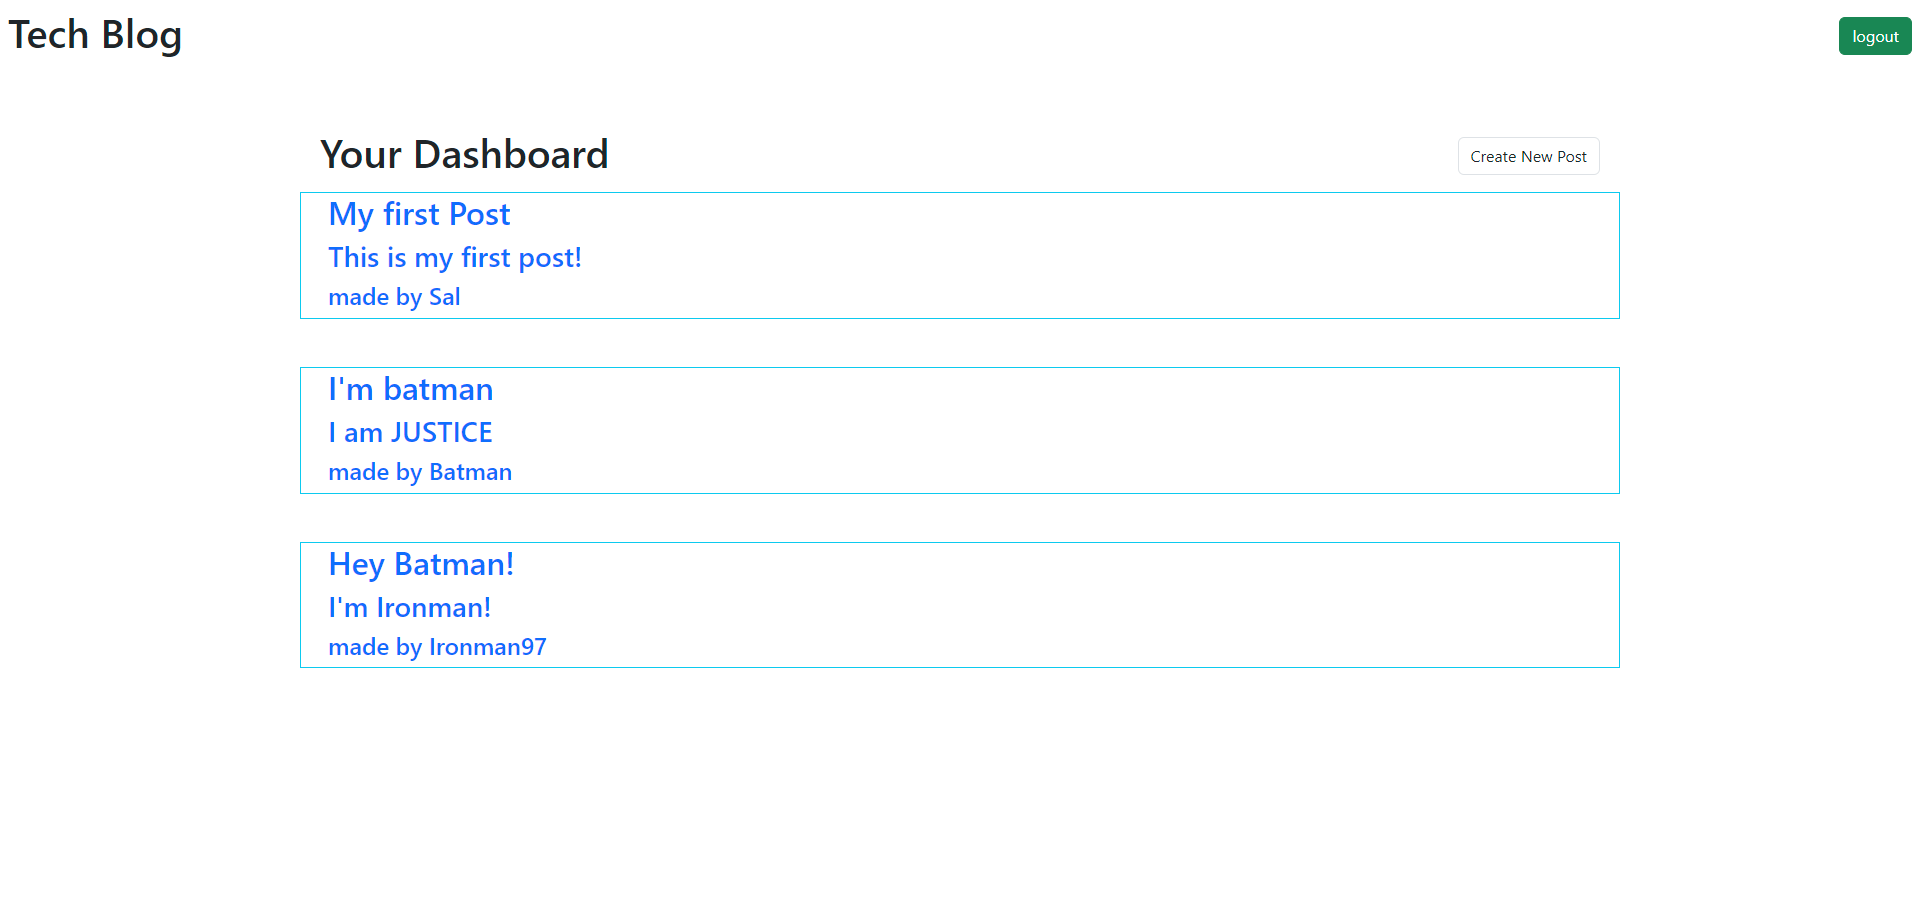 Tech Blog
logout
Your Dashboard
Create New Post
My first Post
This is my first post!
made by Sal
I'm batman
I am JUSTICE
made by Batman
Hey Batman!
I'm Ironman!
made by Ironman97